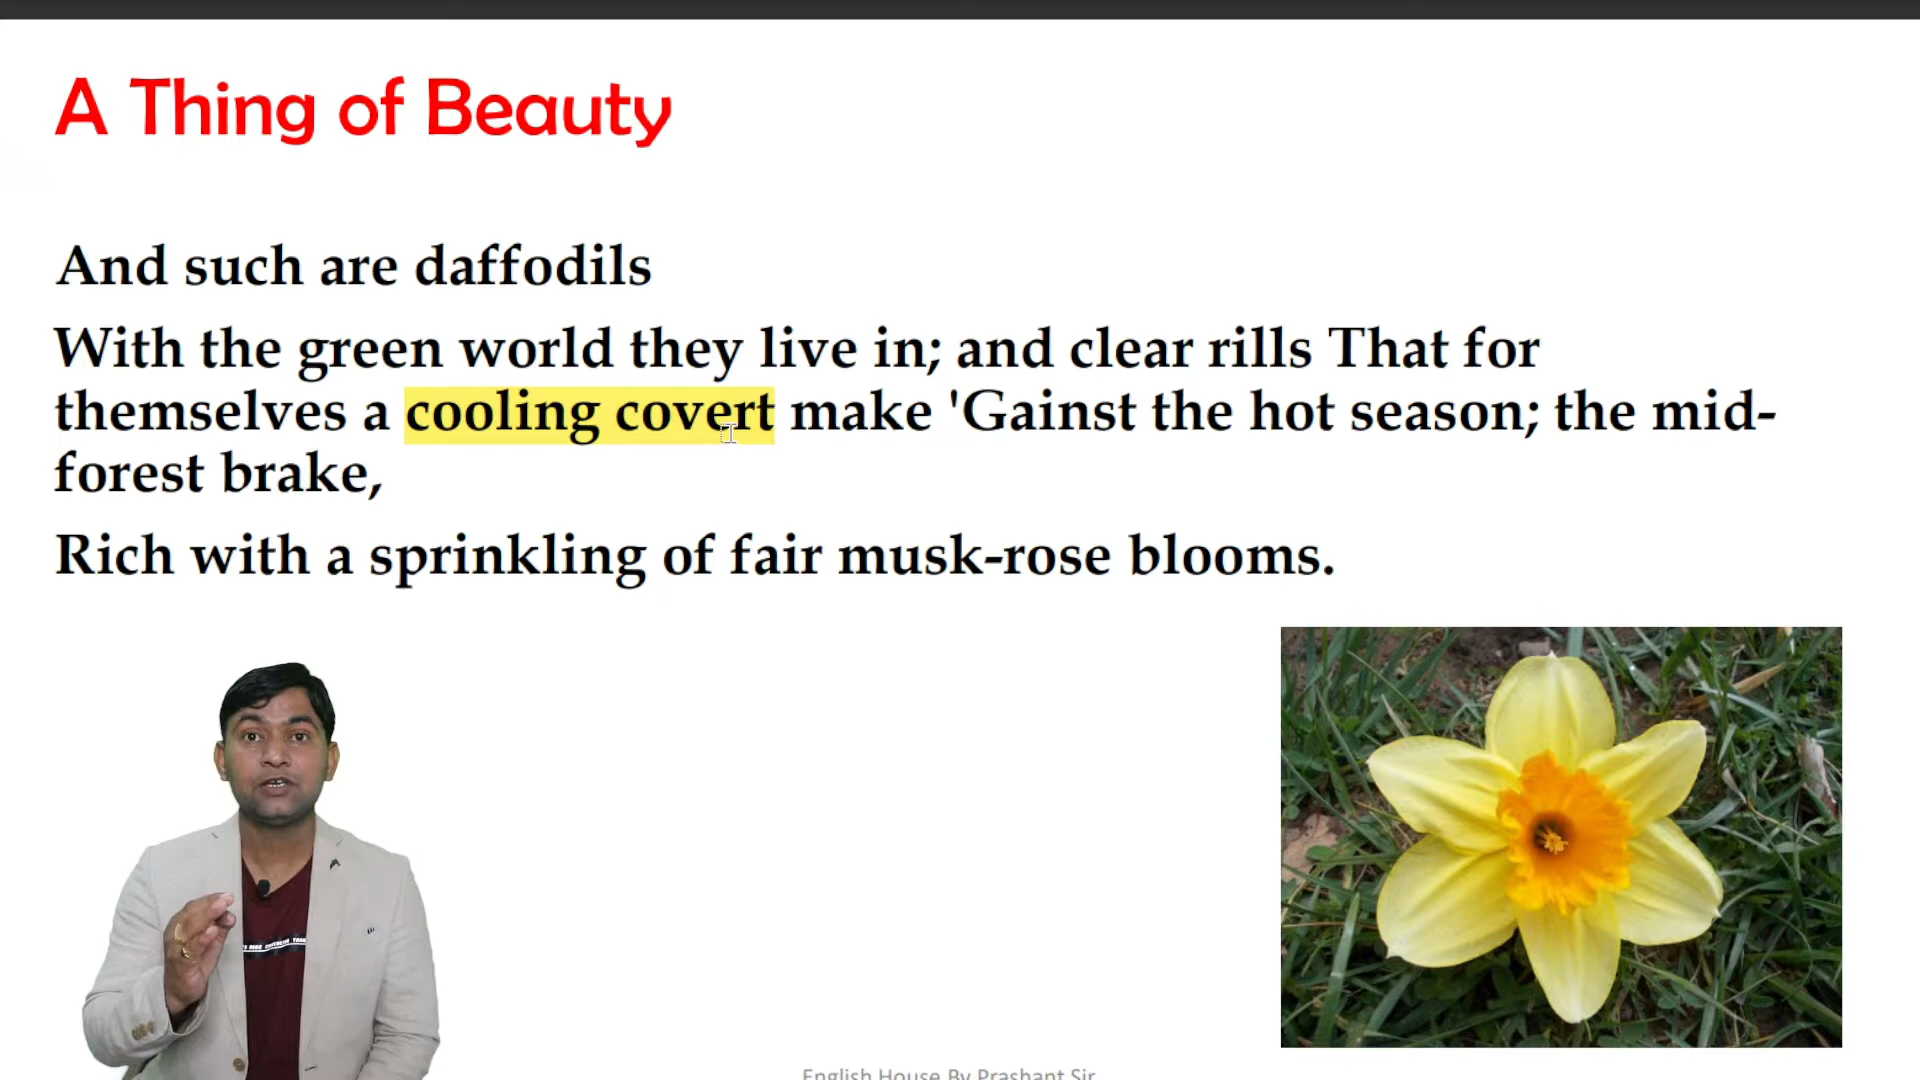 A Thing of Beauty
And such are daffodils
With the green world they live in; and clear rills That for
themselves a cooling covert make 'Gainst the hot season; the mid-
forest brake,
Rich with a sprinkling of fair musk-rose blooms.
English House By Prashant Sir